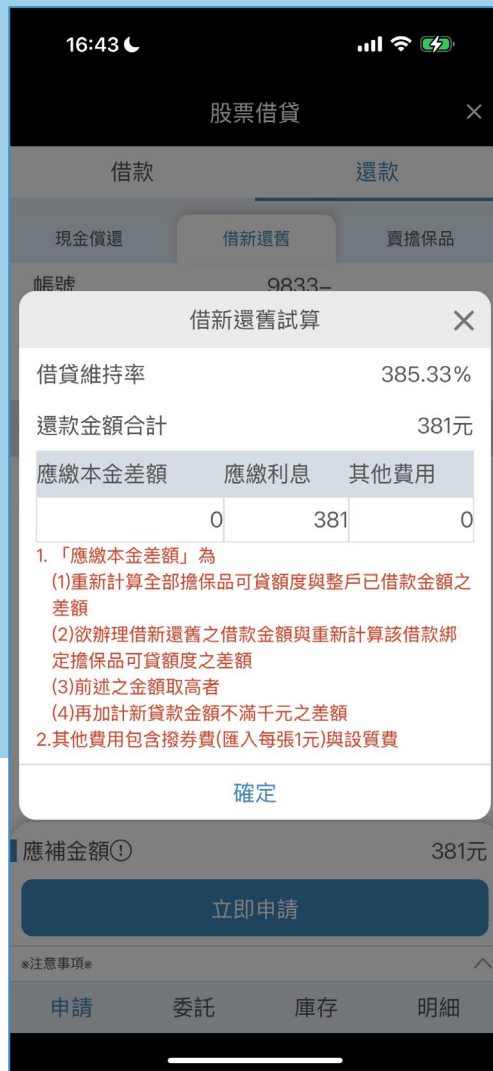 16:43
股票借貸
借款 還款
現金償還 借新還舊 賣擔保品
帳號 9833-
借新還舊試算
借貸維持率 385.33%
還款金額合計 381元
應繳本金差額 應繳利息 其他費用
0 381 0
1. 「應繳本金差額」為
(1)重新計算全部擔保品可貸額度與整戶已借款金額之
差額
(2)欲辦理借新還舊之借款金額與重新計算該借款綁
定擔保品可貸額度之差額
(3)前述之金額取高者
(4)再加計新貸款金額不滿千元之差額
2.其他費用包含撥券費(匯入每張1元)與設質費
確定
應補金額 381元
立即申請
※注意事項※
申請 委託 庫存 明細